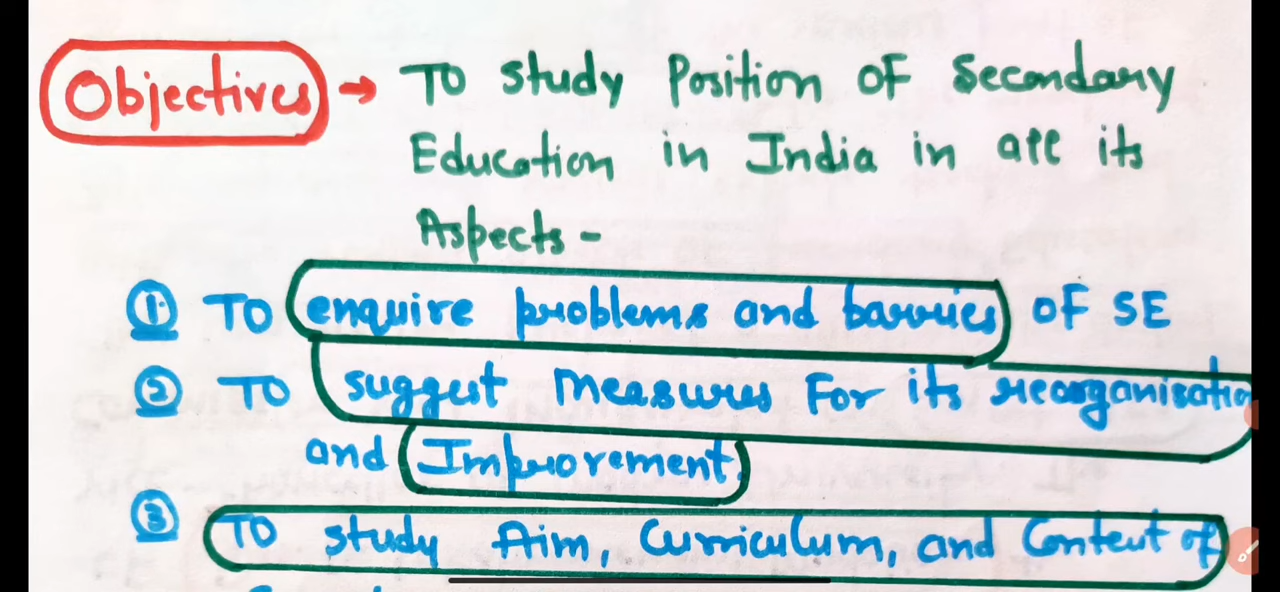 Objectives → To study Position of Secondary
Education in India in all its
Aspects -
① To enquire problems and barries of SE
② To suggest Measures For its reorganisation
and Improvement.
③ To study Aim, Curriculum, and Content of